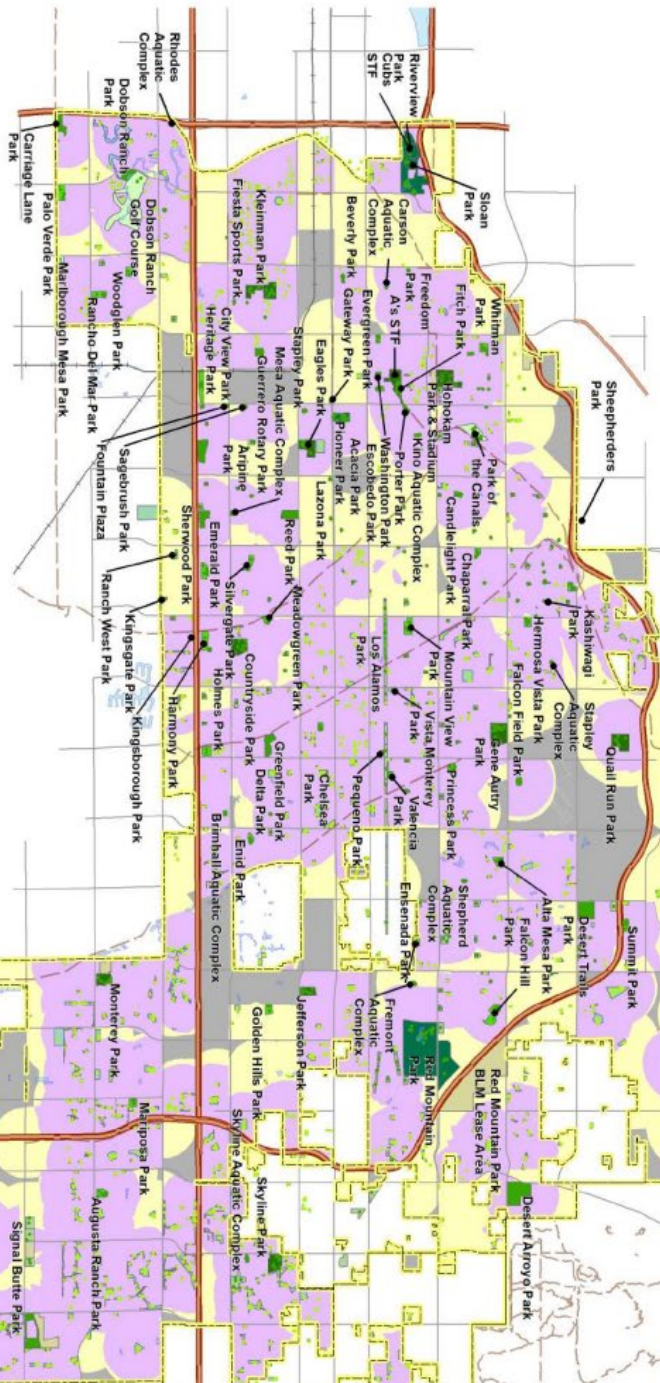 Rhodes
Aquatic
Complex
Dobson Ranch
Park
Carriage Lane
Park
Dobson Ranch
Golf Course
Palo Verde Park
Riverview
Park
Cubs
STF
Sloan
Park
Carson
Aquatic
Complex
Beverly Park
Kleinman Park
Fiesta Sports Park
Woodglen Park
Rancho Del Mar Park
Marlborough Mesa Park
Whitman
Park
Fitch Park
Freedom
Park
A's STF
Evergreen Park
Gateway Park
Eagles Park
Stapley Park
Mesa Aquatic Complex
Guerrero Rotary Park
City View Park
Heritage Park
Sheepherders
Park
Hohokam
Park & Stadium
Park of
the Canals
Porter Park
Kino Aquatic Complex
Washington Park
Escobedo Park
Acacia Park
Pioneer Park
Lazona Park
Aripine
Park
Sagebrush Park
Fountain Plaza
Candlelight Park
Chaparral Park
Reed Park
Emerald Park
Sherwood Park
Silvergate Park
Meadowgreen Park
Ranch West Park
Kingsgate Park
Kingsborough Park
Harmony Park
Holmes Park
Countryside Park
Kashiwagi
Park
Hermosa Vista Park
Stapley
Aquatic
Complex
Falcon Field Park
Gene Autry
Park
Mountain View
Park
Los Alamos
Park
Vista Monterey
Park
Valencia
Park
Pequeno Park
Princess Park
Chelsea
Park
Greenfield Park
Delta Park
Quail Run Park
Enid Park
Brimhall Aquatic Complex
Shepherd
Aquatic
Complex
Ensenada Park
Alta Mesa Park
Desert Trails
Park
Falcon Hill
Park
Summit Park
Fremont
Aquatic
Complex
Red Mountain
Park
Red Mountain Park
BLM Lease Area
Jefferson Park
Golden Hills Park
Monterey Park
Mariposa Park
Skyline Aquatic Complex
Skyline Park
Desert Arroyo Park
Augusta Ranch Park
Signal Butte Park